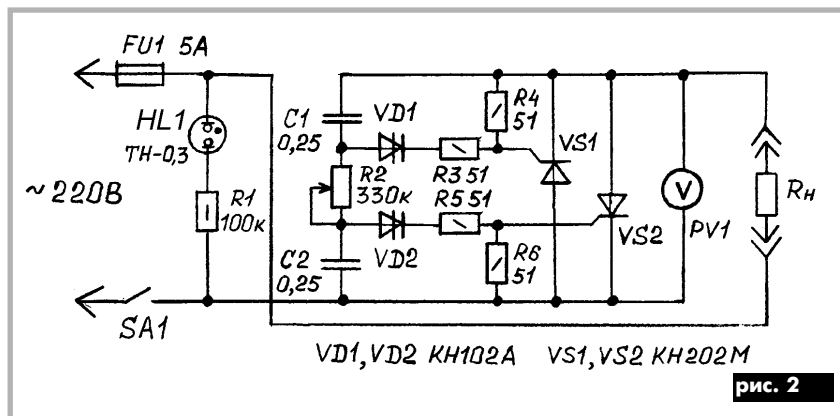 FU1 5A
HL1
ТН-0,3
R1
100к
~220В
SA1
C1
0,25
VD1
R2
330к
R3 51
R5 51
VD2
C2
0,25
R4
51
R6
51
VS1
VS2
V
PV1
Rн
VD1,VD2 КН102А VS1,VS2 КН202М
рис. 2